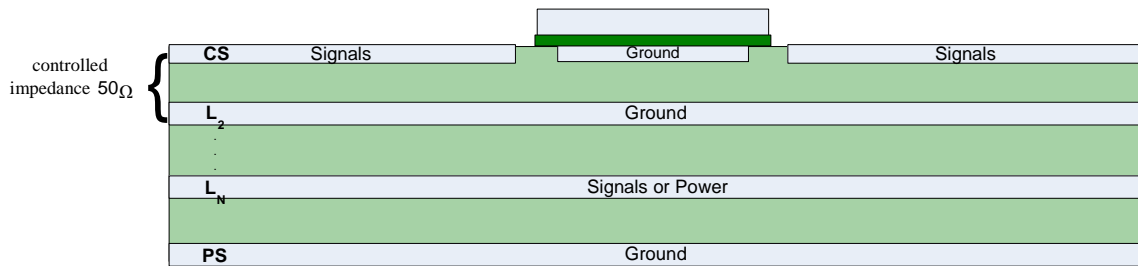 CS Signals Ground Signals
controlled
impedance 50Ω
L2 Ground
.
.
.
LN Signals or Power
PS Ground